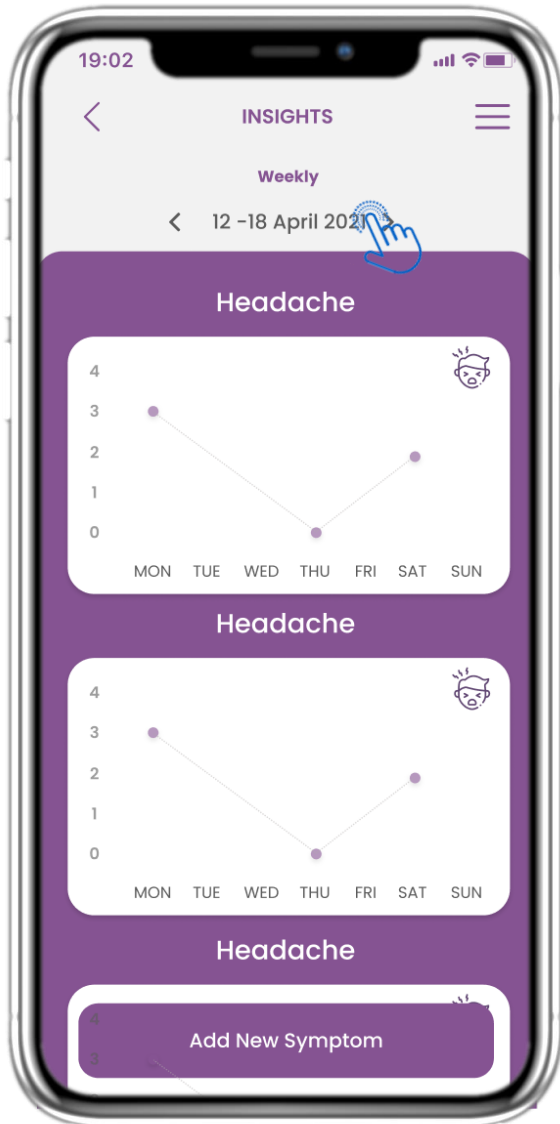 19:02
INSIGHTS
Weekly
12 -18 April 2021
Headache
4
3
2
1
0
MON TUE WED THU FRI SAT SUN
Headache
4
3
2
1
0
MON TUE WED THU FRI SAT SUN
Headache
4
Add New Symptom
3